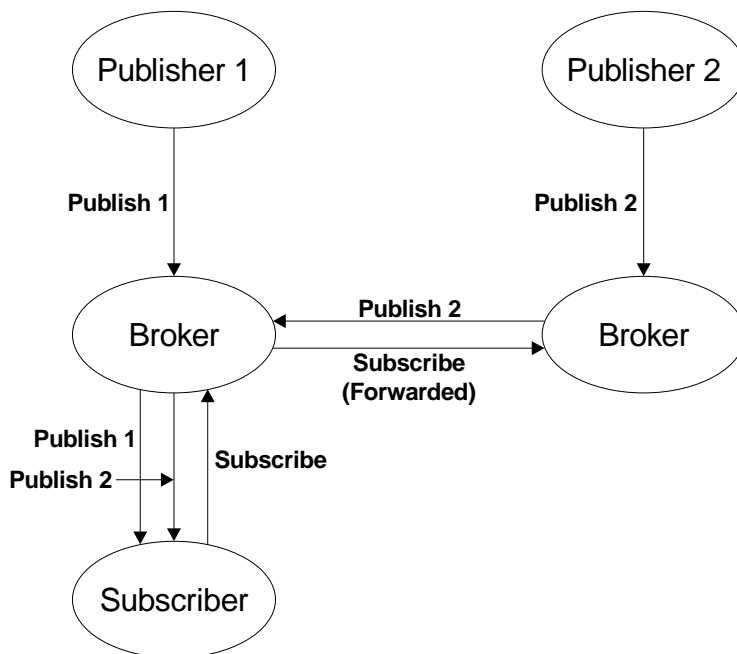 Publisher 1
Publisher 2
Publish 1
Publish 2
Broker
Publish 2
Broker
Subscribe
(Forwarded)
Publish 1
Subscribe
Publish 2
Subscriber